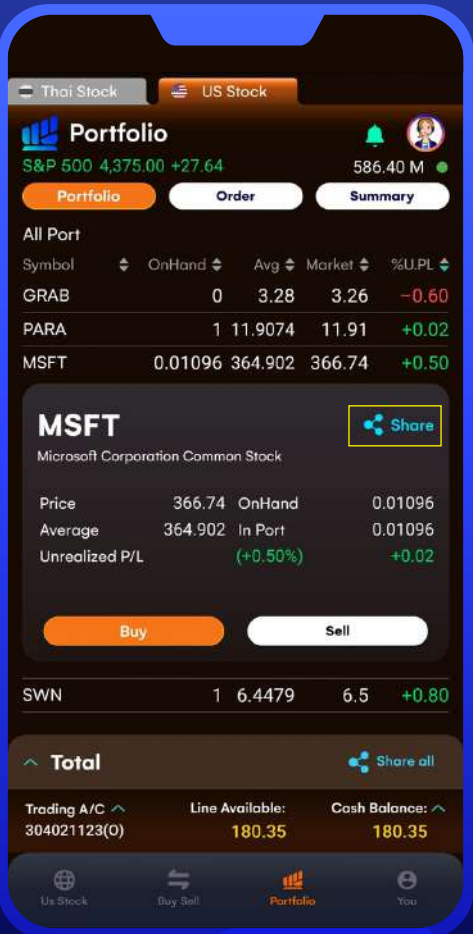 Thai Stock US Stock
Portfolio
S&P 500 4,375.00 +27.64 586.40 M
Portfolio Order Summary
All Port
Symbol OnHand Avg Market %U.PL
GRAB 0 3.28 3.26 -0.60
PARA 1 11.9074 11.91 +0.02
MSFT 0.01096 364.902 366.74 +0.50
MSFT Share
Microsoft Corporation Common Stock
Price 366.74 OnHand 0.01096
Average 364.902 In Port 0.01096
Unrealized P/L (+0.50%) +0.02
Buy Sell
SWN 1 6.4479 6.5 +0.80
Total Share all
Trading A/C Line Available: Cash Balance:
304021123(O) 180.35 180.35
Us Stock Buy Sell Portfolio You